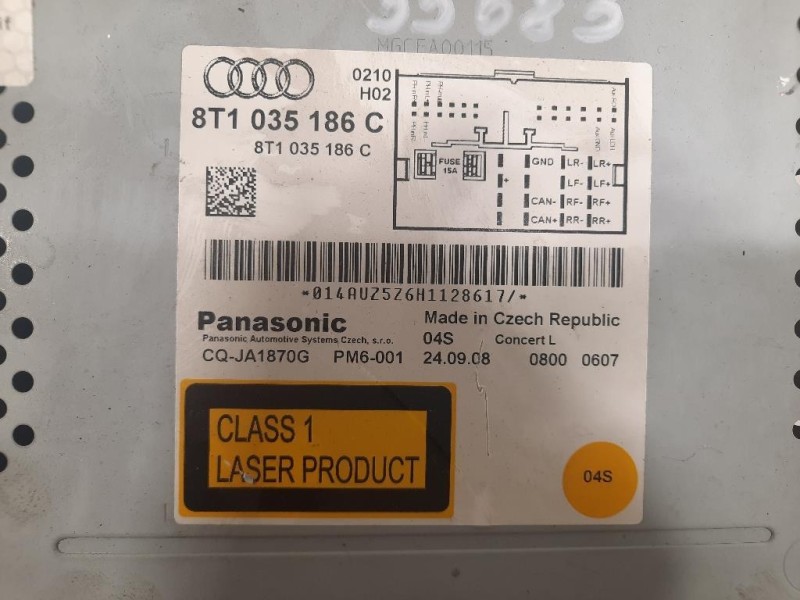 MGCFA00115
0210
H02
8T1 035 186 C
8T1 035 186 C
FUSE
15A
+
GND LR- LR+
LF- LF+
CAN- RF- RF+
CAN+ RR- RR+
*014AUZ5Z6H1128617/*
Panasonic
Panasonic Automotive Systems Czech, s.r.o.
CQ-JA1870G PM6-001
Made in Czech Republic
04S Concert L
24.09.08 0800 0607
CLASS 1
LASER PRODUCT
04S